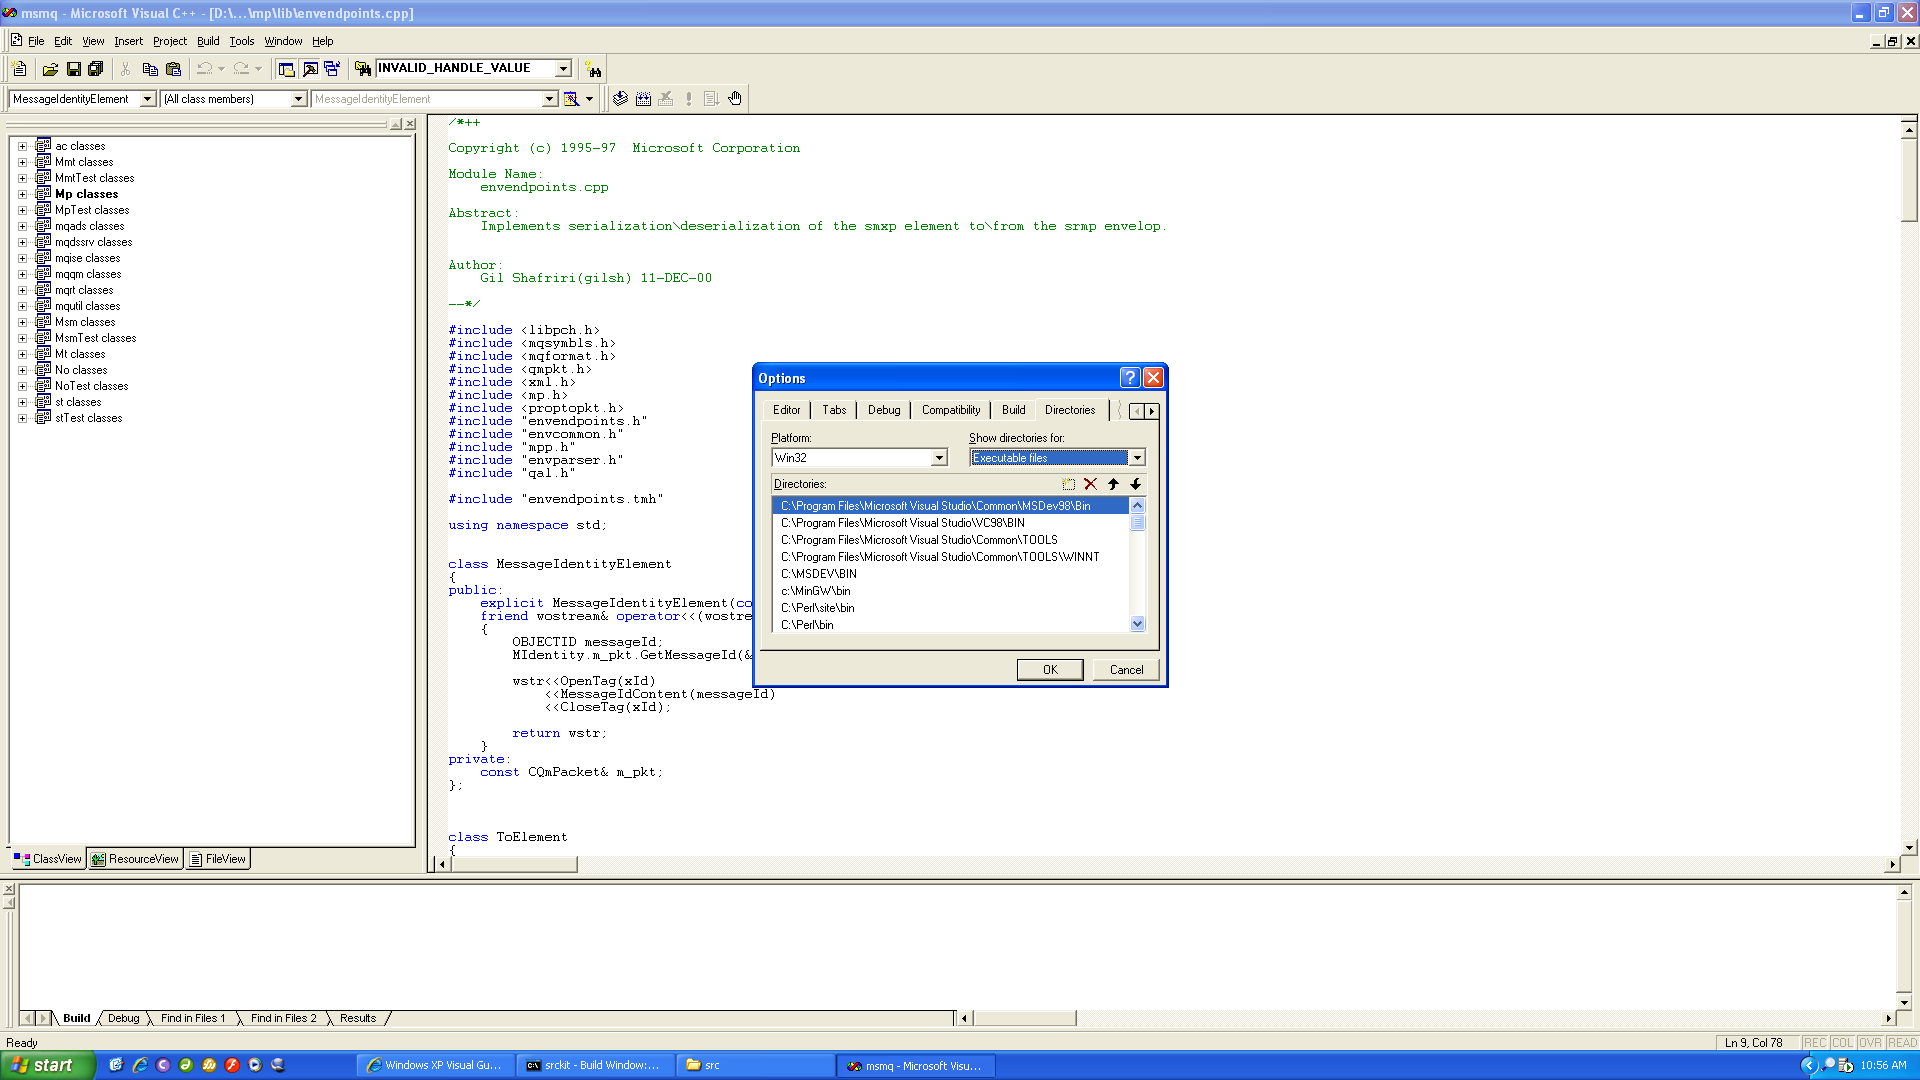 msmq - Microsoft Visual C++ - [D:\...\mp\lib\envendpoints.cpp]
File Edit View Insert Project Build Tools Window Help
INVALID_HANDLE_VALUE
MessageIdentityElement (All class members) MessageIdentityElement
ac classes
Mmt classes
MmtTest classes
Mp classes
MpTest classes
mqads classes
mqdssrv classes
mqise classes
mqqm classes
mqrt classes
mqutil classes
Msm classes
MsmTest classes
Mt classes
No classes
NoTest classes
st classes
stTest classes
ClassView ResourceView FileView
/*++
Copyright (c) 1995-97  Microsoft Corporation
Module Name:
envendpoints.cpp
Abstract:
Implements serialization\deserialization of the smxp element to\from the srmp envelop.
Author:
Gil Shafriri(gilsh) 11-DEC-00
--*/
#include <libpch.h>
#include <mqsymbls.h>
#include <mqformat.h>
#include <qmpkt.h>
#include <xml.h>
#include <mp.h>
#include <proptopkt.h>
#include "envendpoints.h"
#include "envcommon.h"
#include "mpp.h"
#include "envparser.h"
#include "qal.h"
#include "envendpoints.tmh"
using namespace std;
class MessageIdentityElement
{
public:
explicit MessageIdentityElement(co
friend wostream& operator<<(wostre
{
OBJECTID messageId;
MIdentity.m_pkt.GetMessageId(&
wstr<<OpenTag(xId)
<<MessageIdContent(messageId)
<<CloseTag(xId);
return wstr;
}
private:
const CQmPacket& m_pkt;
};
class ToElement
{
Options
Editor Tabs Debug Compatibility Build Directories
Platform: Show directories for:
Win32 Executable files
Directories:
C:\Program Files\Microsoft Visual Studio\Common\MSDev98\Bin
C:\Program Files\Microsoft Visual Studio\VC98\BIN
C:\Program Files\Microsoft Visual Studio\Common\TOOLS
C:\Program Files\Microsoft Visual Studio\Common\TOOLS\WINNT
C:\MSDEV\BIN
c:\MinGW\bin
C:\Perl\site\bin
C:\Perl\bin
OK Cancel
Build Debug Find in Files 1 Find in Files 2 Results
Ready Ln 9, Col 78 REC COL OVR READ
start Windows XP Visual Gu... srckit - Build Window:... src msmq - Microsoft Visu... 10:56 AM